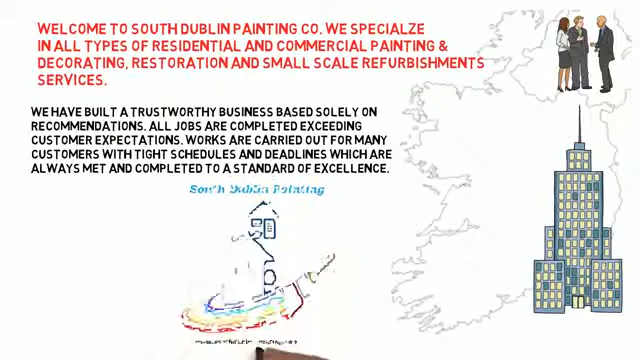 WELCOME TO SOUTH DUBLIN PAINTING CO. WE SPECIALZE
IN ALL TYPES OF RESIDENTIAL AND COMMERCIAL PAINTING &
DECORATING, RESTORATION AND SMALL SCALE REFURBISHMENTS
SERVICES.
WE HAVE BUILT A TRUSTWORTHY BUSINESS BASED SOLELY ON
RECOMMENDATIONS. ALL JOBS ARE COMPLETED EXCEEDING
CUSTOMER EXPECTATIONS. WORKS ARE CARRIED OUT FOR MANY
CUSTOMERS WITH TIGHT SCHEDULES AND DEADLINES WHICH ARE
ALWAYS MET AND COMPLETED TO A STANDARD OF EXCELLENCE.
South Dublin Painting